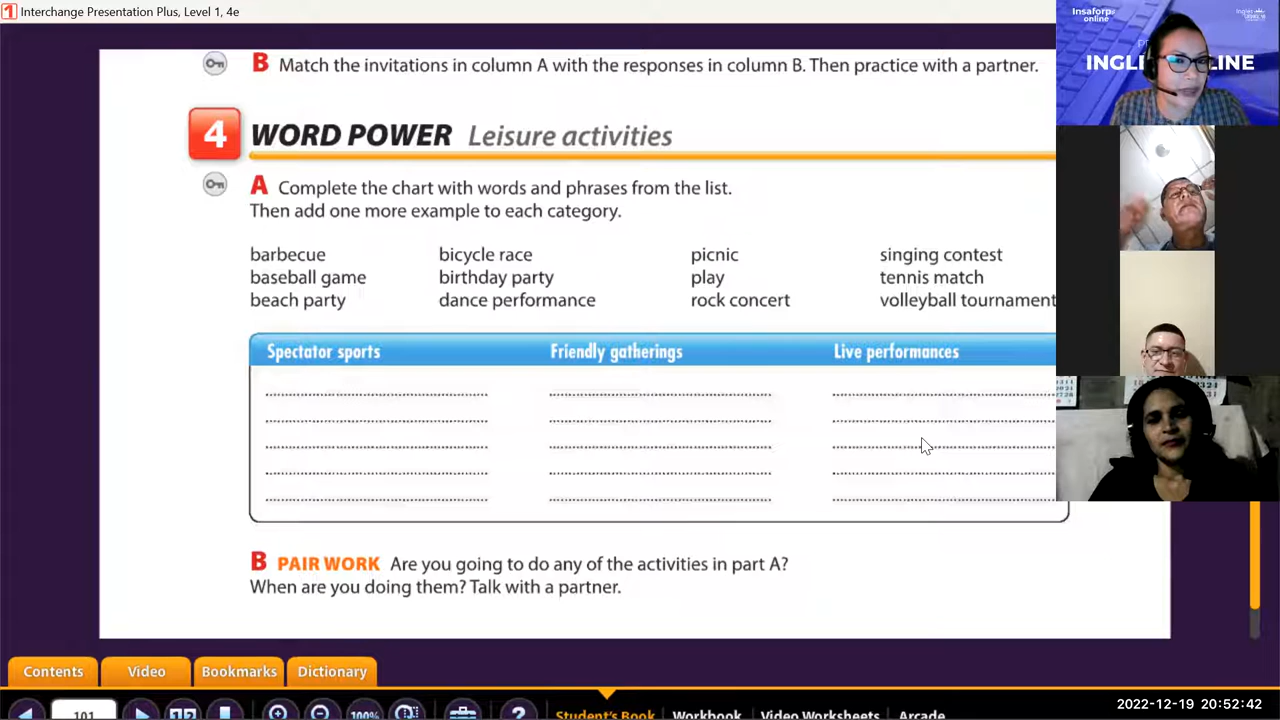 Interchange Presentation Plus, Level 1, 4e
Insaforp
online
INGL
LINE
B Match the invitations in column A with the responses in column B. Then practice with a partner.
4 WORD POWER Leisure activities
A Complete the chart with words and phrases from the list.
Then add one more example to each category.
barbecue bicycle race picnic singing contest
baseball game birthday party play tennis match
beach party dance performance rock concert volleyball tournament
Spectator sports Friendly gatherings Live performances
B PAIR WORK Are you going to do any of the activities in part A?
When are you doing them? Talk with a partner.
Contents Video Bookmarks Dictionary
101 100% ? Student's Book Workbook Video Worksheets Arcade
2022-12-19 20:52:42